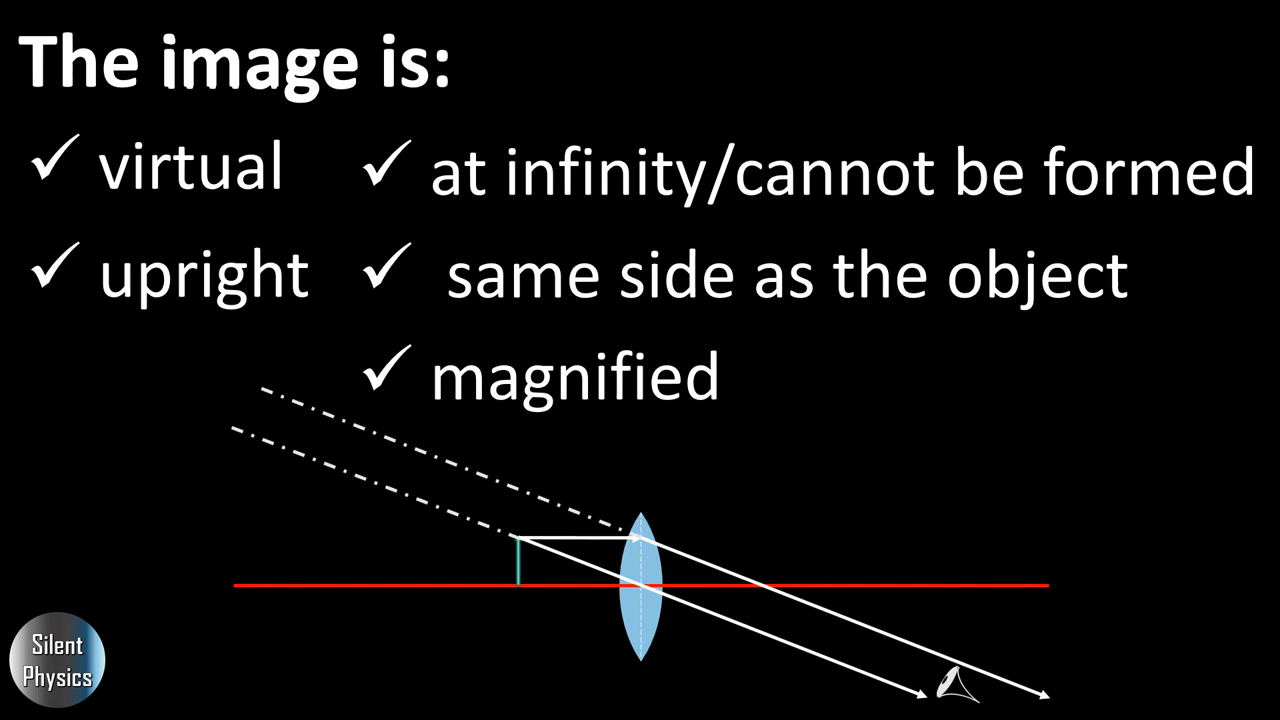 The image is:
✓ virtual
✓ upright
✓ at infinity/cannot be formed
✓ same side as the object
✓ magnified
Silent
Physics